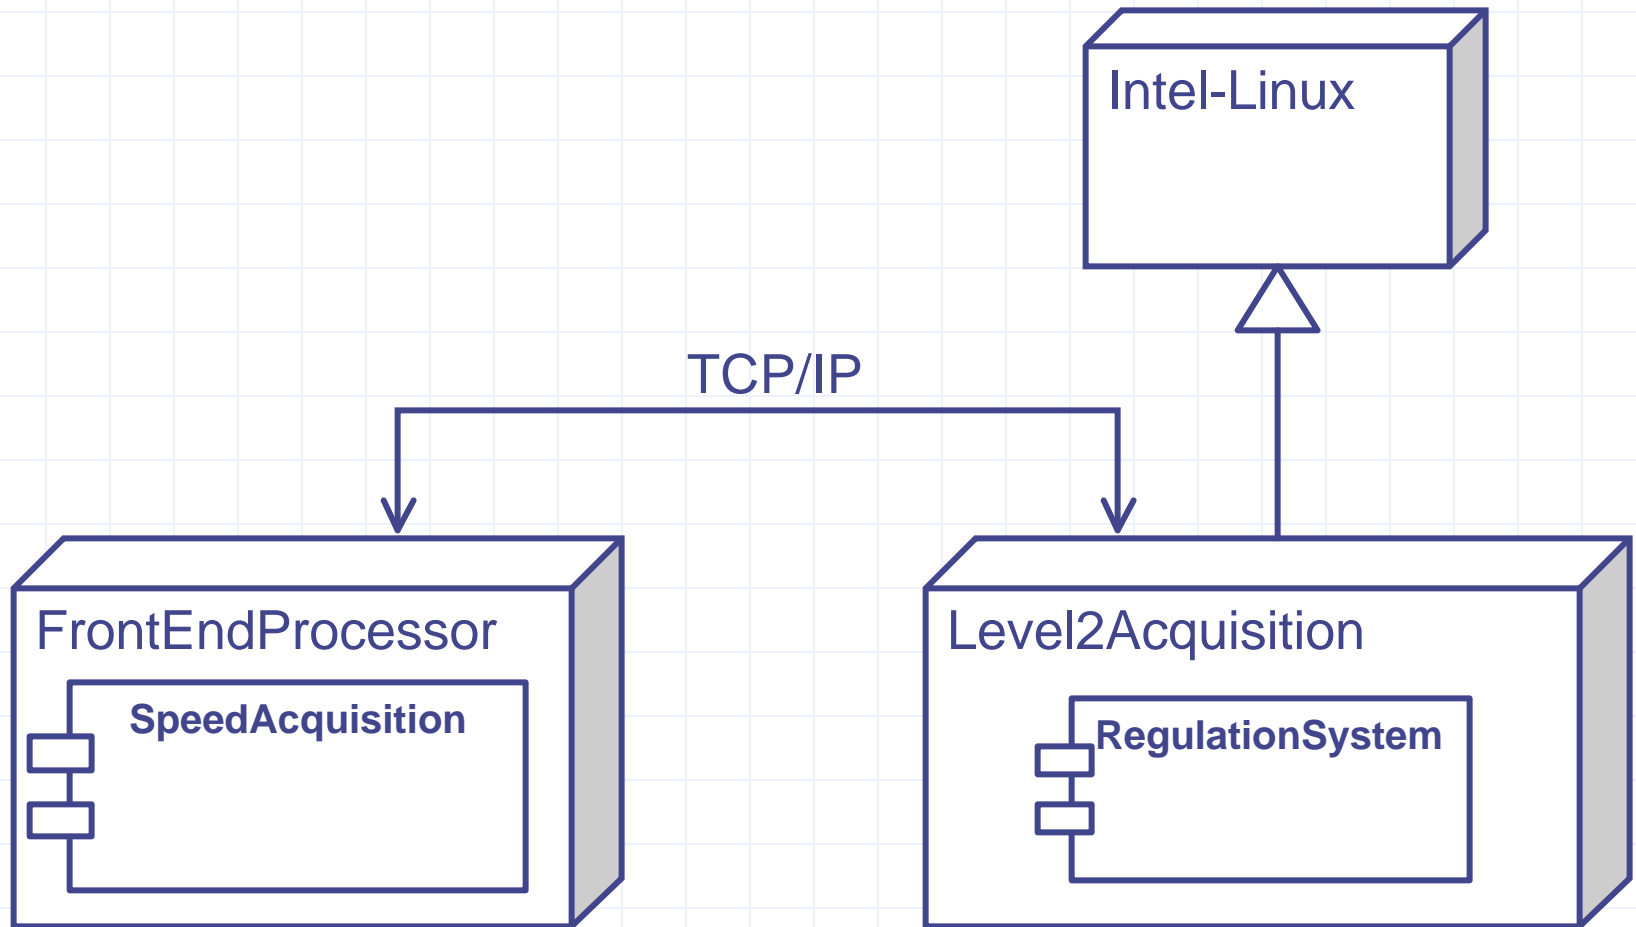 Intel-Linux
TCP/IP
FrontEndProcessor
SpeedAcquisition
Level2Acquisition
RegulationSystem